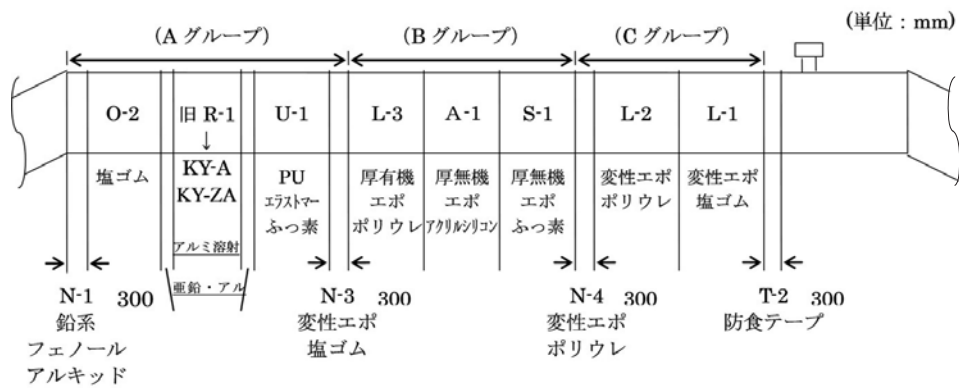 (単位：mm)
(A グループ)
(B グループ)
(C グループ)
O-2
旧 R-1
↓
U-1
L-3
A-1
S-1
L-2
L-1
塩ゴム
KY-A
KY-ZA
アルミ溶射
亜鉛・アル
PU
エラストマー
ふっ素
厚有機
エポ
ポリウレ
厚無機
エポ
アクリルシリコン
厚無機
エポ
ふっ素
変性エポ
ポリウレ
変性エポ
塩ゴム
N-1 300
鉛系
フェノール
アルキッド
N-3 300
変性エポ
塩ゴム
N-4 300
変性エポ
ポリウレ
T-2 300
防食テープ